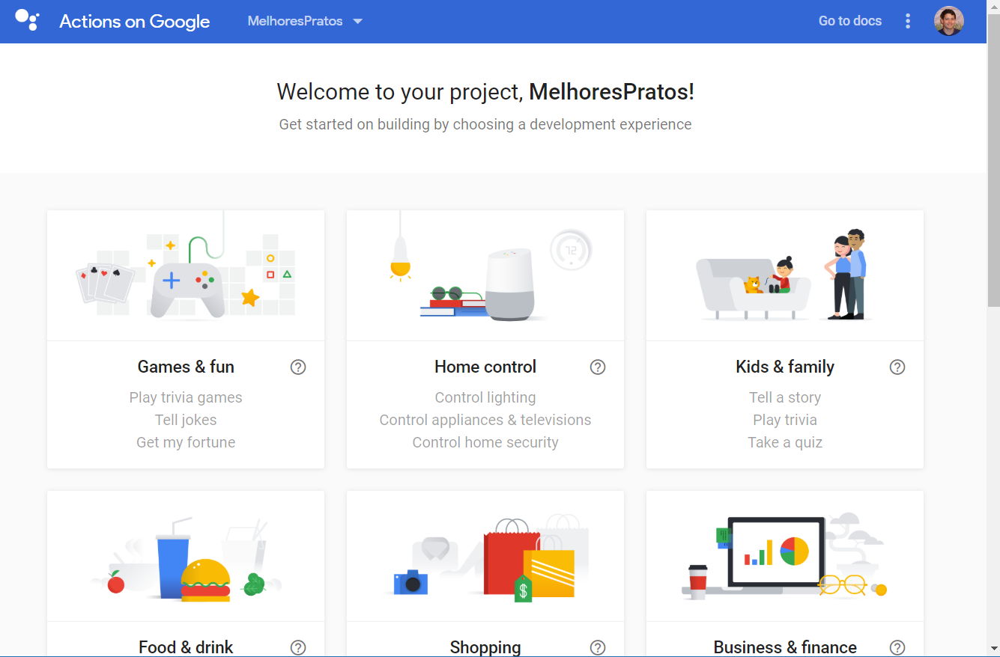 Actions on Google
MelhoresPratos
Go to docs
Welcome to your project, MelhoresPratos!
Get started on building by choosing a development experience
72
Games & fun
Play trivia games
Tell jokes
Get my fortune
Home control
Control lighting
Control appliances & televisions
Control home security
Kids & family
Tell a story
Play trivia
Take a quiz
$
Food & drink
Shopping
Business & finance